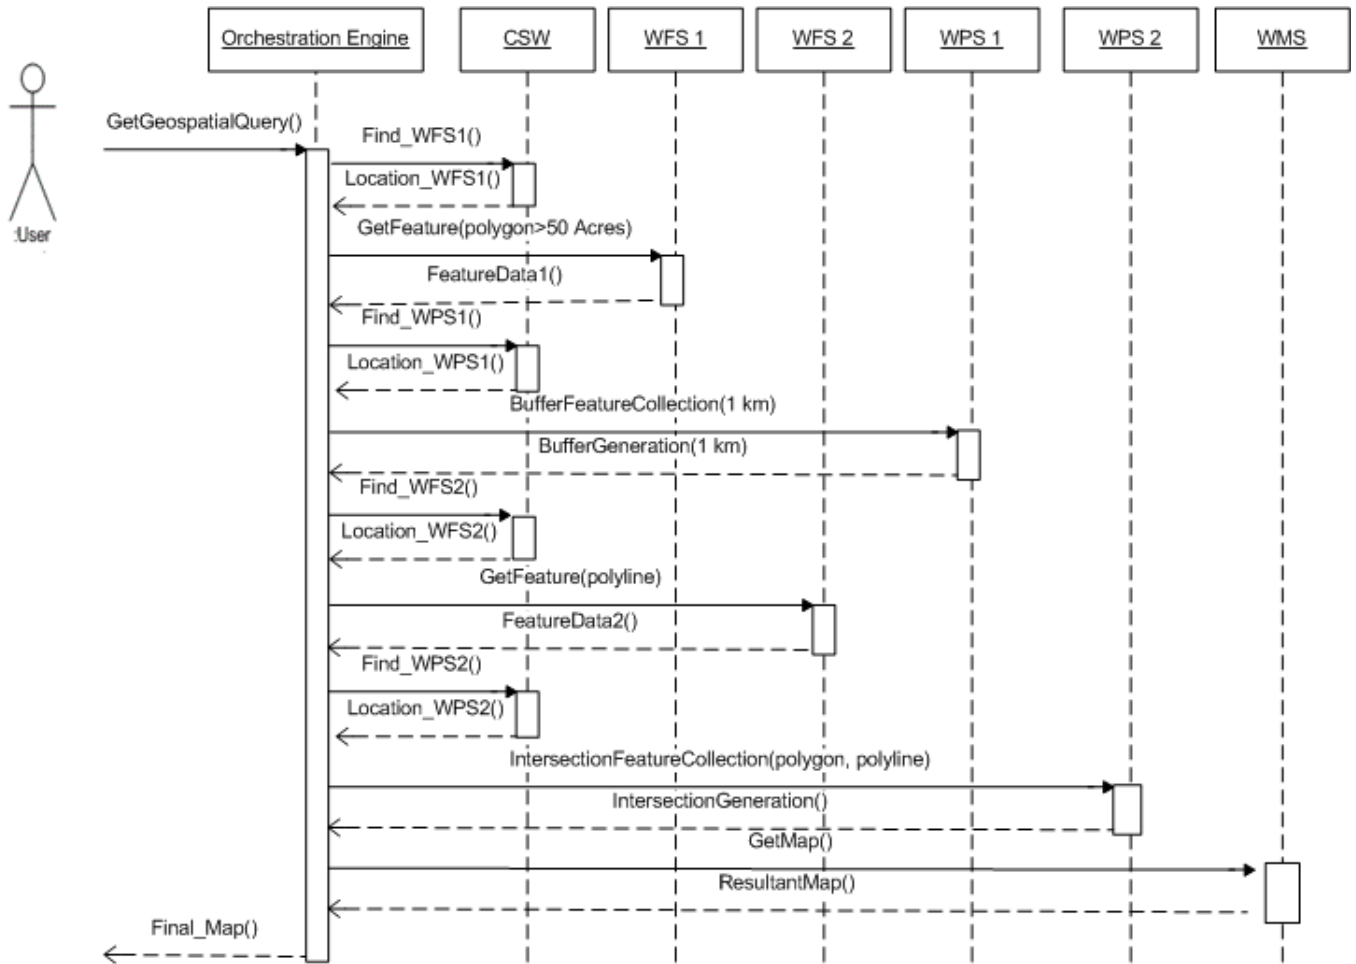 Orchestration Engine
CSW
WFS 1
WFS 2
WPS 1
WPS 2
WMS
GetGeospatialQuery()
Find_WFS1()
Location_WFS1()
:User
GetFeature(polygon>50 Acres)
FeatureData1()
Find_WPS1()
Location_WPS1()
BufferFeatureCollection(1 km)
BufferGeneration(1 km)
Find_WFS2()
Location_WFS2()
GetFeature(polyline)
FeatureData2()
Find_WPS2()
Location_WPS2()
IntersectionFeatureCollection(polygon, polyline)
IntersectionGeneration()
GetMap()
ResultantMap()
Final_Map()